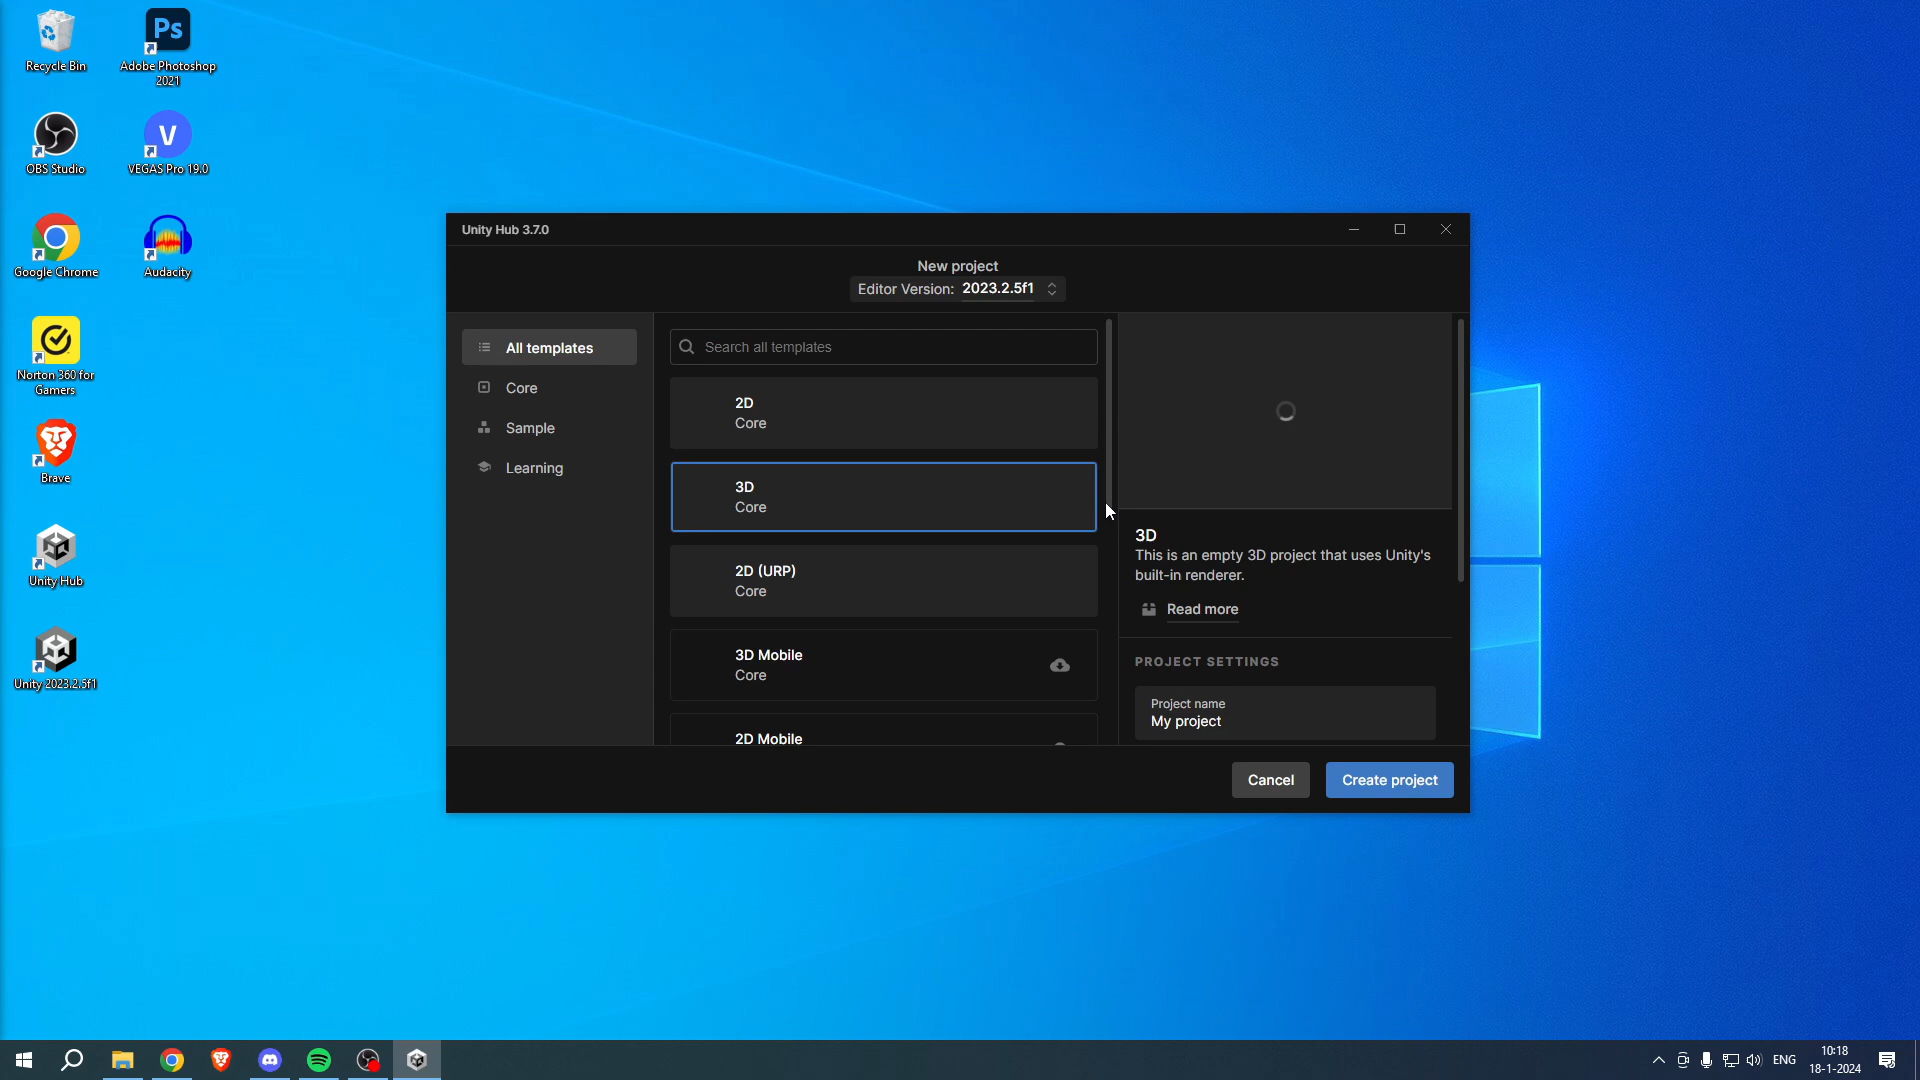 Recycle Bin
Adobe Photoshop
2021
OBS Studio
VEGAS Pro 19.0
Google Chrome
Audacity
Norton 360 for
Gamers
Brave
Unity Hub
Unity 2023.2.5f1
Unity Hub 3.7.0
New project
Editor Version: 2023.2.5f1
All templates
Core
Sample
Learning
Search all templates
2D
Core
3D
Core
2D (URP)
Core
3D Mobile
Core
2D Mobile
3D
This is an empty 3D project that uses Unity's
built-in renderer.
Read more
PROJECT SETTINGS
Project name
My project
Cancel
Create project
ENG
10:18
18-1-2024